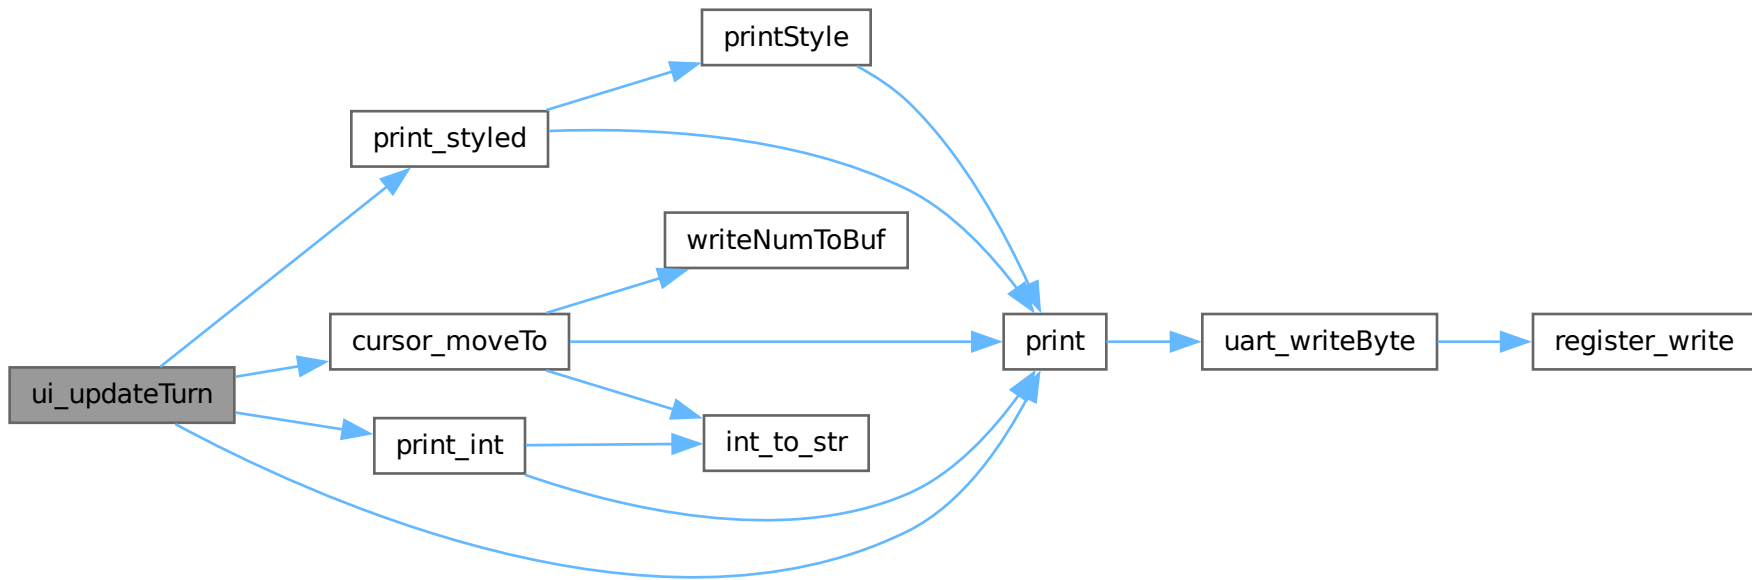 printStyle
print_styled
writeNumToBuf
cursor_moveTo
print
uart_writeByte
register_write
ui_updateTurn
print_int
int_to_str